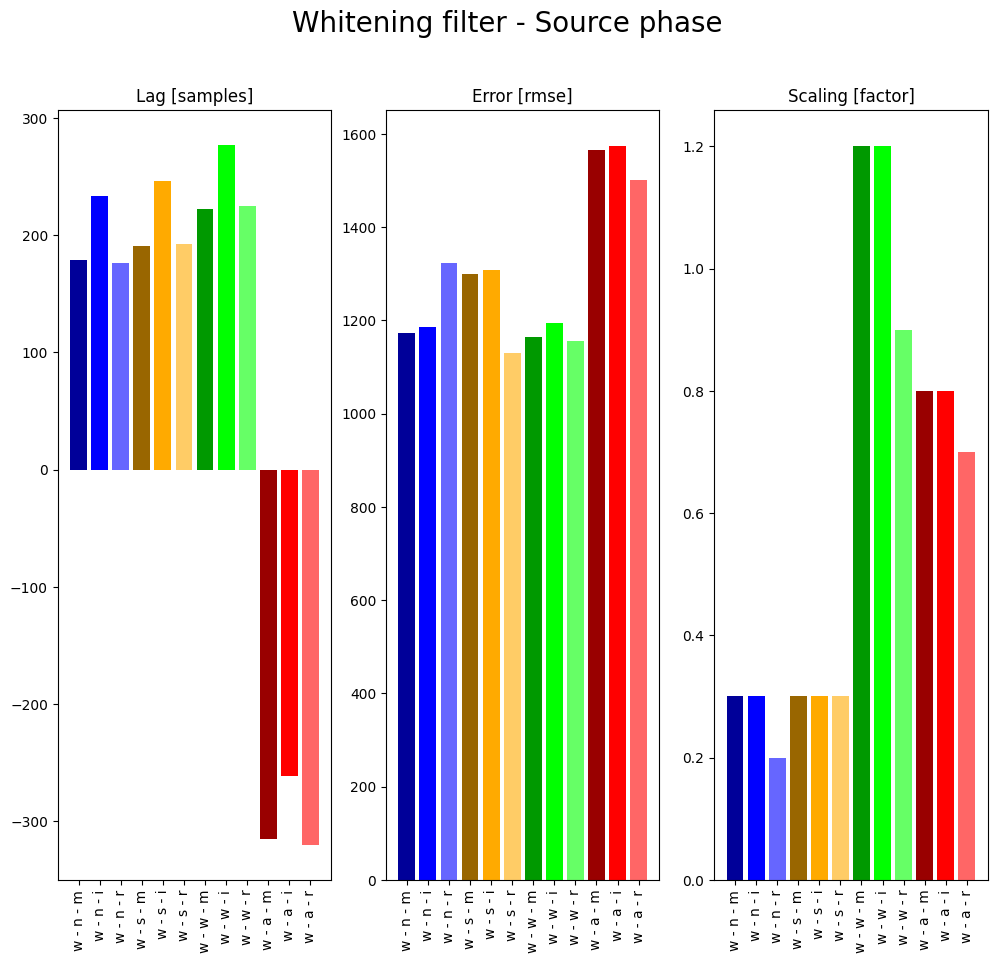 Whitening filter - Source phase
Lag [samples]
300
200
100
0
−100
−200
−300
w - n - m
w - n - i
w - n - r
w - s - m
w - s - i
w - s - r
w - w - m
w - w - i
w - w - r
w - a - m
w - a - i
w - a - r
Error [rmse]
1600
1400
1200
1000
800
600
400
200
0
w - n - m
w - n - i
w - n - r
w - s - m
w - s - i
w - s - r
w - w - m
w - w - i
w - w - r
w - a - m
w - a - i
w - a - r
Scaling [factor]
1.2
1.0
0.8
0.6
0.4
0.2
0.0
w - n - m
w - n - i
w - n - r
w - s - m
w - s - i
w - s - r
w - w - m
w - w - i
w - w - r
w - a - m
w - a - i
w - a - r